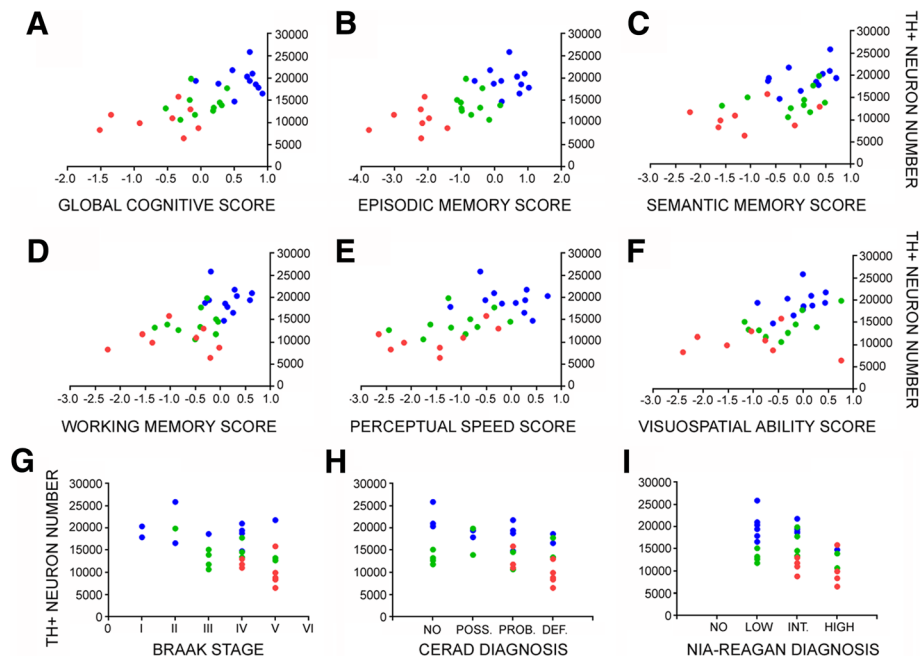 A
B
C
30000
25000
20000
15000
10000
5000
0
-2.0 -1.5 -1.0 -0.5 0.0 0.5 1.0
GLOBAL COGNITIVE SCORE
30000
25000
20000
15000
10000
5000
0
-4.0 -3.0 -2.0 -1.0 0.0 1.0 2.0
EPISODIC MEMORY SCORE
30000
25000
20000
15000
10000
5000
0
-3.0 -2.5 -2.0 -1.5 -1.0 -0.5 0.0 0.5 1.0
SEMANTIC MEMORY SCORE
TH+ NEURON NUMBER
D
E
F
30000
25000
20000
15000
10000
5000
0
-3.0 -2.5 -2.0 -1.5 -1.0 -0.5 0.0 0.5 1.0
WORKING MEMORY SCORE
30000
25000
20000
15000
10000
5000
0
-3.0 -2.5 -2.0 -1.5 -1.0 -0.5 0.0 0.5 1.0
PERCEPTUAL SPEED SCORE
30000
25000
20000
15000
10000
5000
0
-3.0 -2.5 -2.0 -1.5 -1.0 -0.5 0.0 0.5 1.0
VISUOSPATIAL ABILITY SCORE
TH+ NEURON NUMBER
G
H
I
TH+ NEURON NUMBER
30000
25000
20000
15000
10000
5000
0
0 I II III IV V VI
BRAAK STAGE
30000
25000
20000
15000
10000
5000
0
NO POSS. PROB. DEF.
CERAD DIAGNOSIS
30000
25000
20000
15000
10000
5000
0
NO LOW INT. HIGH
NIA-REAGAN DIAGNOSIS